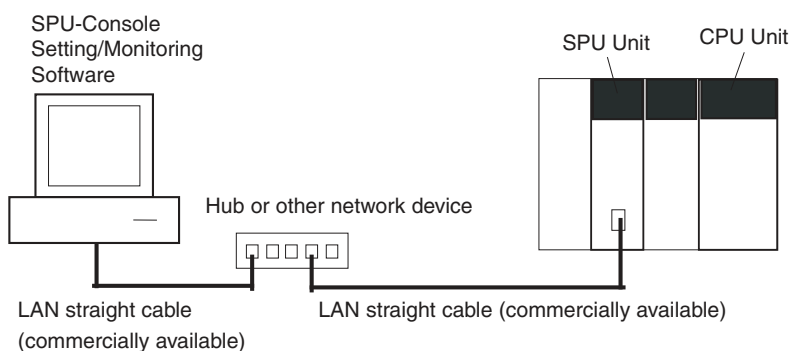 SPU-Console
Setting/Monitoring
Software
SPU Unit
CPU Unit
Hub or other network device
LAN straight cable
(commercially available)
LAN straight cable (commercially available)